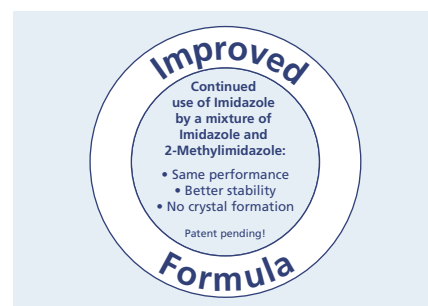 Improved
Continued
use of Imidazole
by a mixture of
Imidazole and
2-Methylimidazole:
• Same performance
• Better stability
• No crystal formation
Patent pending!
Formula